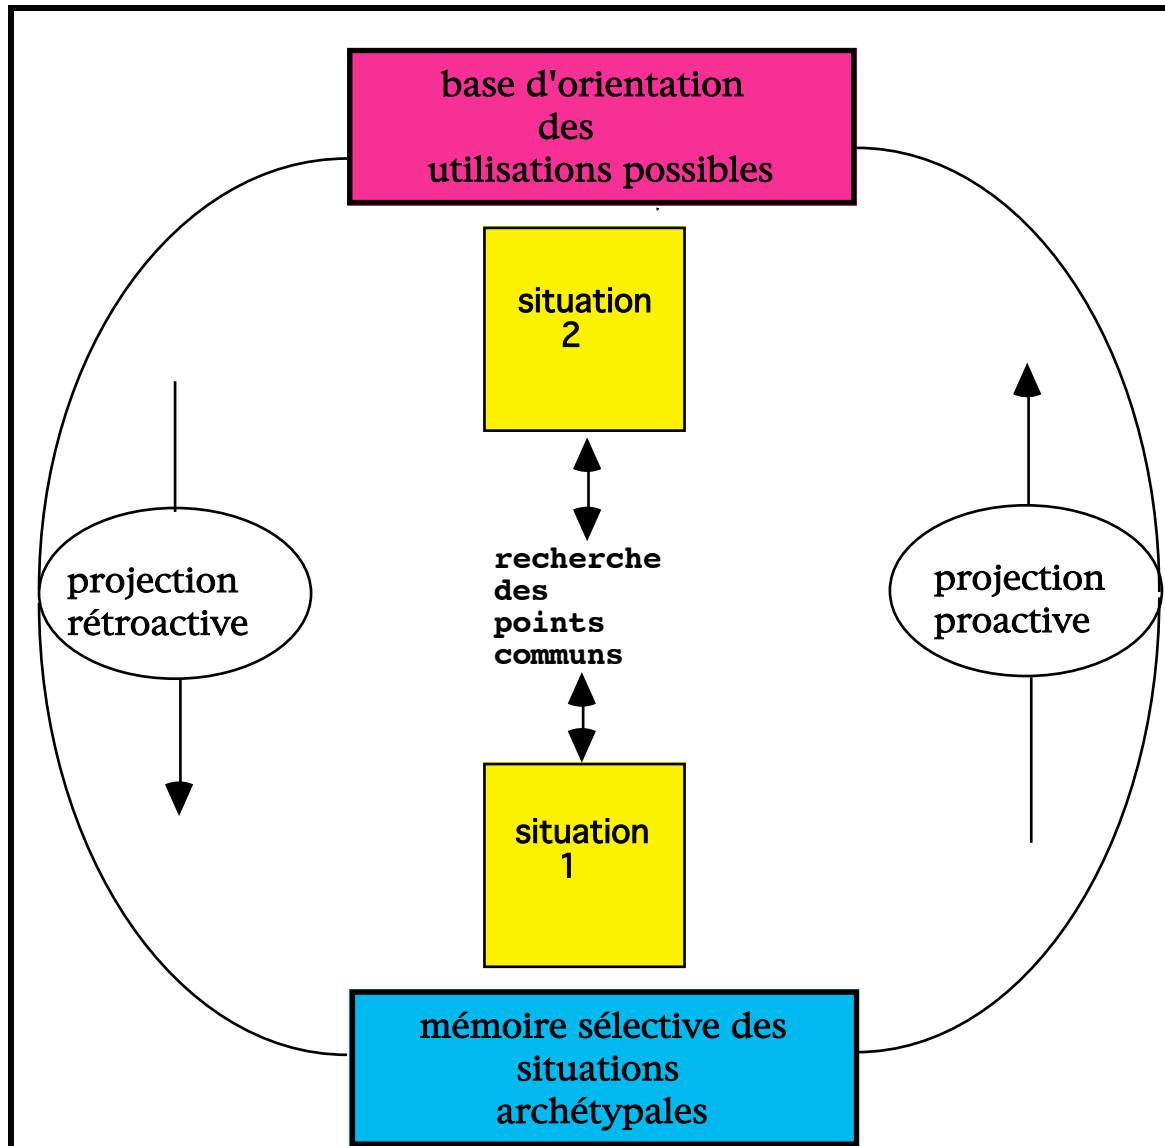 base d'orientation
des
utilisations possibles
situation
2
projection
rétroactive
recherche
des
points
communs
projection
proactive
situation
1
mémoire sélective des
situations
archétypales